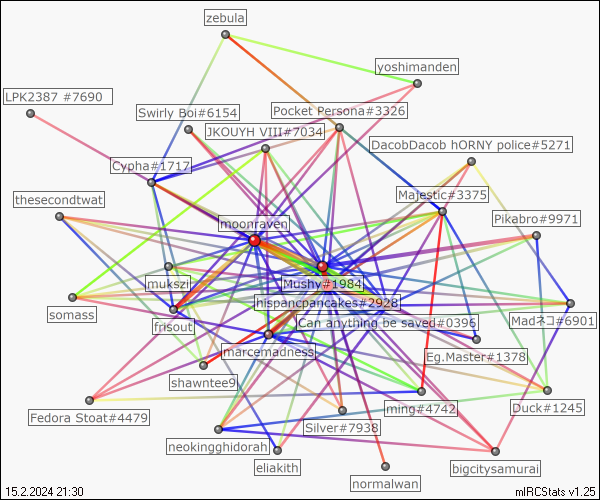 zebula
yoshimanden
LPK2387 #7690
Swirly Boi#6154
Pocket Persona#3326
JKOUYH VIII#7034
DacobDacob hORNY police#5271
Cypha#1717
Majestic#3375
thesecondtwat
moonraven
Pikabro#9971
mukszi
Mushy#1984
hispancpancakes#2928
somass
Can anything be saved#0396
Madネコ#6901
frisout
marcemadness
Eg.Master#1378
shawntee9
Fedora Stoat#4479
ming#4742
Duck#1245
Silver#7938
neokingghidorah
eliakith
bigcitysamurai
normalwan
15.2.2024 21:30
mIRCStats v1.25